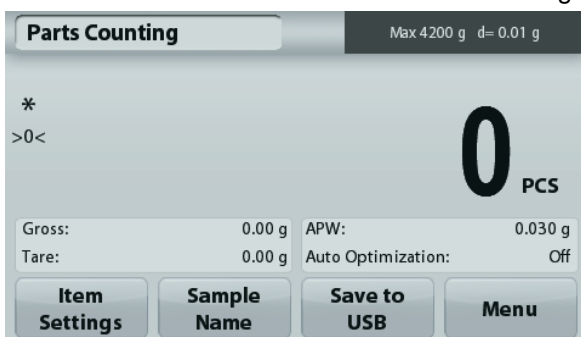 Parts Counting
Max 4200 g d= 0.01 g
*
>0<
0 PCS
Gross: 0.00 g APW: 0.030 g
Tare: 0.00 g Auto Optimization: Off
Item Settings
Sample Name
Save to USB
Menu